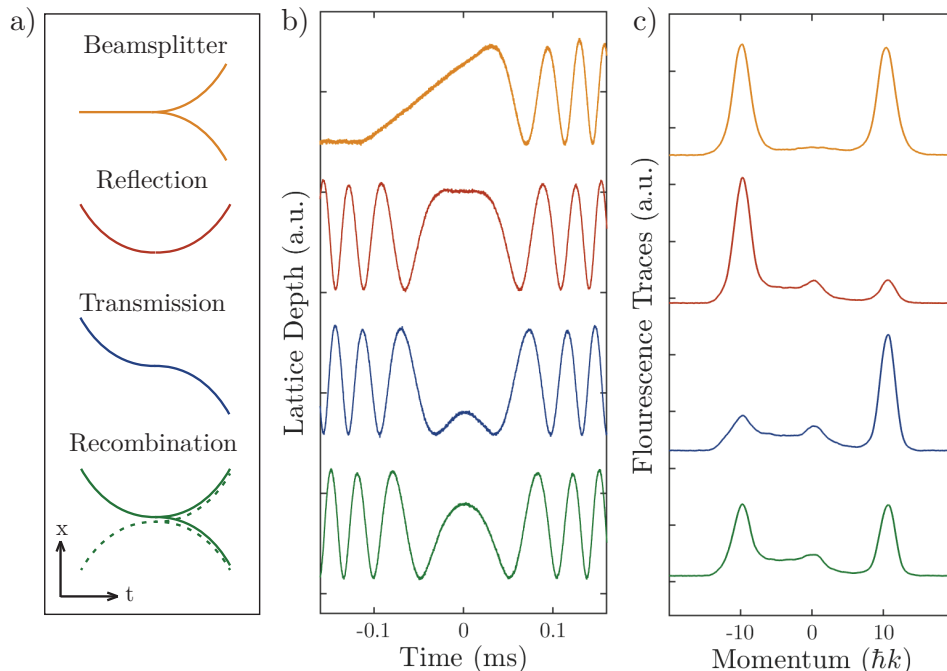 a)
Beamsplitter
Reflection
Transmission
Recombination
x
t
b)
Lattice Depth (a.u.)
-0.1
0
0.1
Time (ms)
c)
Flourescence Traces (a.u.)
-10
0
10
Momentum (ħk)